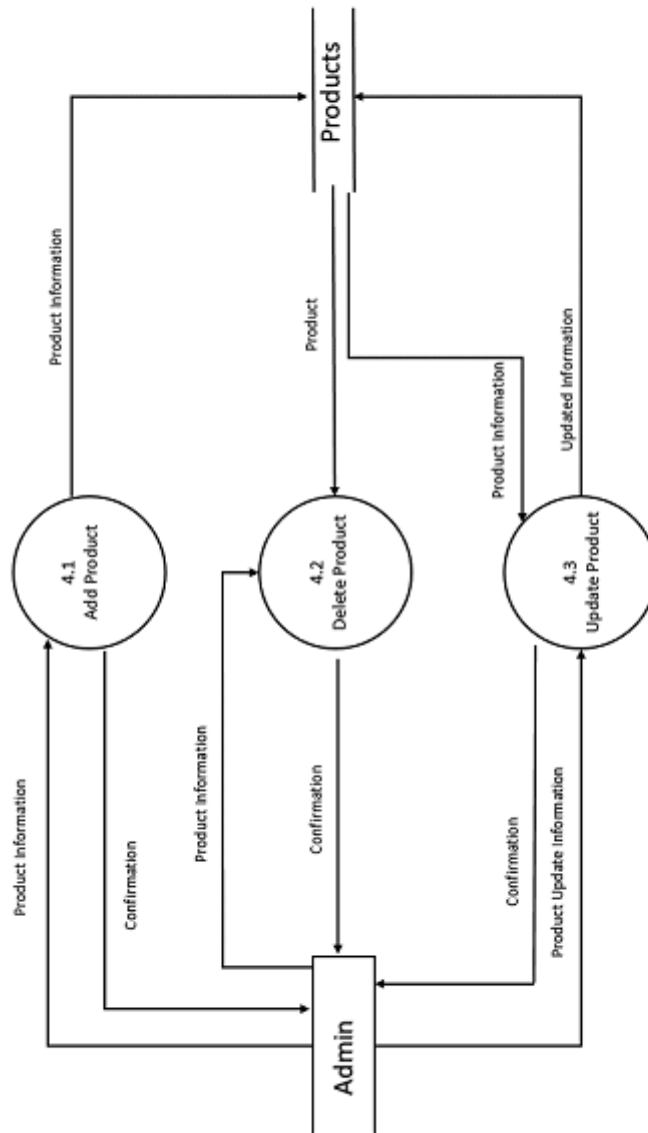 Product Information
Product Information
4.1
Add Product
Confirmation
Products
Product
Product Information
4.2
Delete Product
Admin
Confirmation
Product Information
4.3
Update Product
Confirmation
Product Update Information
Updated Information